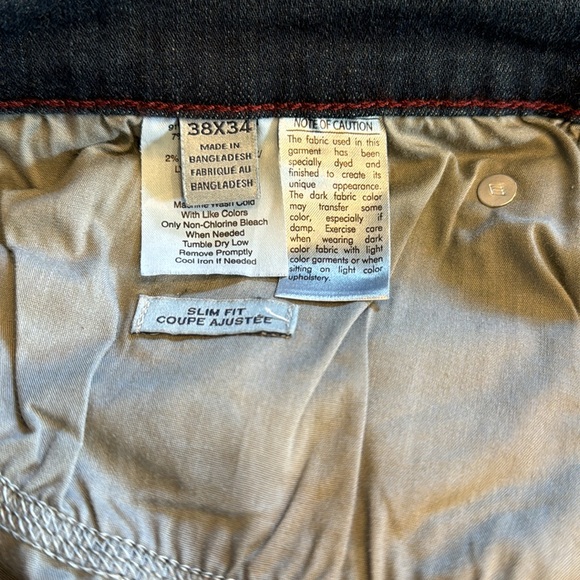 38X34
MADE IN
BANGLADESH
FABRIQUÉ AU
BANGLADESH
2%
Machine Wash Cold
With Like Colors
Only Non-Chlorine Bleach
When Needed
Tumble Dry Low
Remove Promptly
Cool Iron If Needed
NOTE OF CAUTION
The fabric used in this
garment has been
specially dyed and
finished to create its
unique appearance.
The dark fabric color
may transfer some
color, especially if
damp. Exercise care
when wearing dark
color fabric with light
color garments or when
sitting on light color
upholstery.
SLIM FIT
COUPE AJUSTÉE